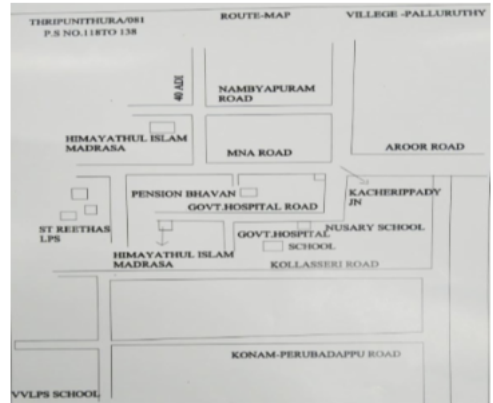 THRIPUNITHURA/081
P.S NO.118TO 138
ROUTE-MAP
VILLEGE -PALLURUTHY
40 ADI
NAMBYAPURAM
ROAD
HIMAYATHUL ISLAM
MADRASA
MNA ROAD
AROOR ROAD
PENSION BHAVAN
KACHERIPPADY
JN
GOVT.HOSPITAL ROAD
ST REETHAS
LPS
GOVT.HOSPITAL
NUSARY SCHOOL
SCHOOL
HIMAYATHUL ISLAM
MADRASA
KOLLASSERI ROAD
KONAM-PERUBADAPPU ROAD
VVLPS SCHOOL